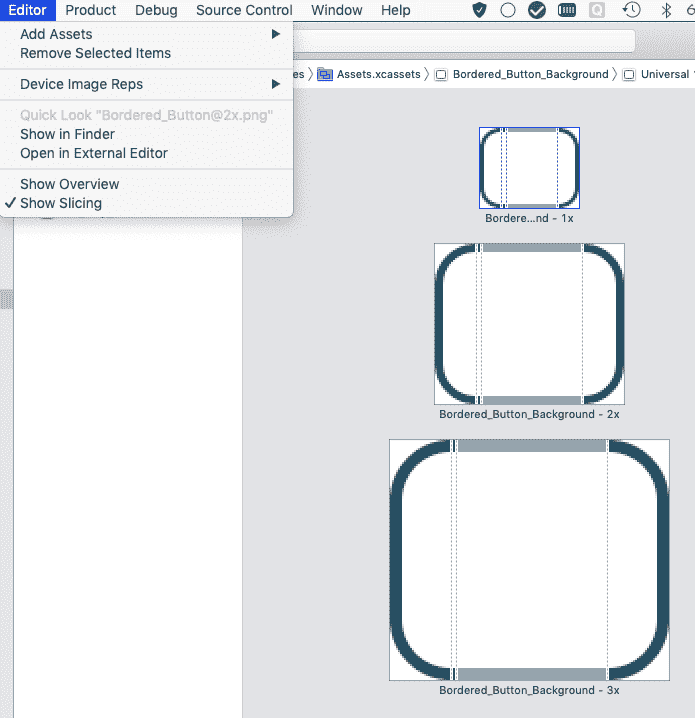 Editor Product Debug Source Control Window Help
Add Assets
Remove Selected Items
Device Image Reps
Quick Look "Bordered_Button@2x.png"
Show in Finder
Open in External Editor
Show Overview
✓ Show Slicing
es 〉 Assets.xcassets 〉 Bordered_Button_Background 〉 Universal
Bordere...nd - 1x
Bordered_Button_Background - 2x
Bordered_Button_Background - 3x